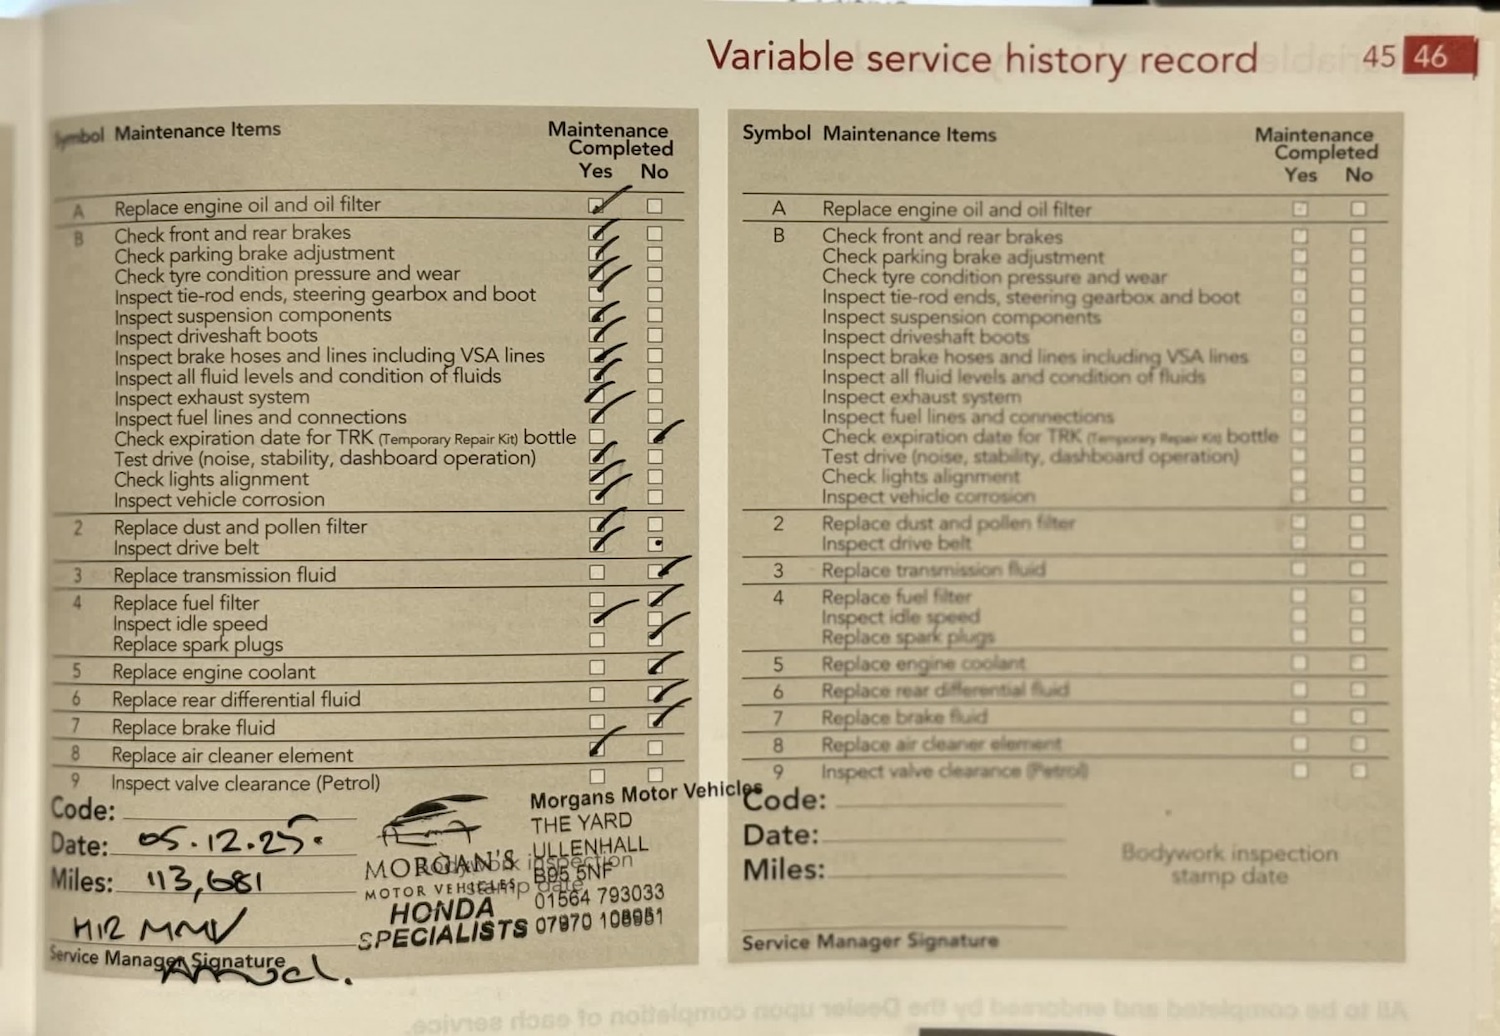 Variable service history record 45 46
Symbol Maintenance Items Maintenance Completed
Yes No
A Replace engine oil and oil filter
B Check front and rear brakes
Check parking brake adjustment
Check tyre condition pressure and wear
Inspect tie-rod ends, steering gearbox and boot
Inspect suspension components
Inspect driveshaft boots
Inspect brake hoses and lines including VSA lines
Inspect all fluid levels and condition of fluids
Inspect exhaust system
Inspect fuel lines and connections
Check expiration date for TRK (Temporary Repair Kit) bottle
Test drive (noise, stability, dashboard operation)
Check lights alignment
Inspect vehicle corrosion
2 Replace dust and pollen filter
Inspect drive belt
3 Replace transmission fluid
4 Replace fuel filter
Inspect idle speed
Replace spark plugs
5 Replace engine coolant
6 Replace rear differential fluid
7 Replace brake fluid
8 Replace air cleaner element
9 Inspect valve clearance (Petrol)
Code:
Date: 05.12.25.
Miles: 113,681
H12 MMV
Service Manager Signature
MORGAN'S
MOTOR VEHICLES
HONDA
SPECIALISTS
Morgans Motor Vehicles
THE YARD
ULLENHALL
B95 5NF
01564 793033
07970 108951
Bodywork inspection
stamp date
Symbol Maintenance Items Maintenance Completed
Yes No
A Replace engine oil and oil filter
B Check front and rear brakes
Check parking brake adjustment
Check tyre condition pressure and wear
Inspect tie-rod ends, steering gearbox and boot
Inspect suspension components
Inspect driveshaft boots
Inspect brake hoses and lines including VSA lines
Inspect all fluid levels and condition of fluids
Inspect exhaust system
Inspect fuel lines and connections
Check expiration date for TRK (Temporary Repair Kit) bottle
Test drive (noise, stability, dashboard operation)
Check lights alignment
Inspect vehicle corrosion
2 Replace dust and pollen filter
Inspect drive belt
3 Replace transmission fluid
4 Replace fuel filter
Inspect idle speed
Replace spark plugs
5 Replace engine coolant
6 Replace rear differential fluid
7 Replace brake fluid
8 Replace air cleaner element
9 Inspect valve clearance (Petrol)
Code:
Date:
Miles:
Bodywork inspection
stamp date
Service Manager Signature